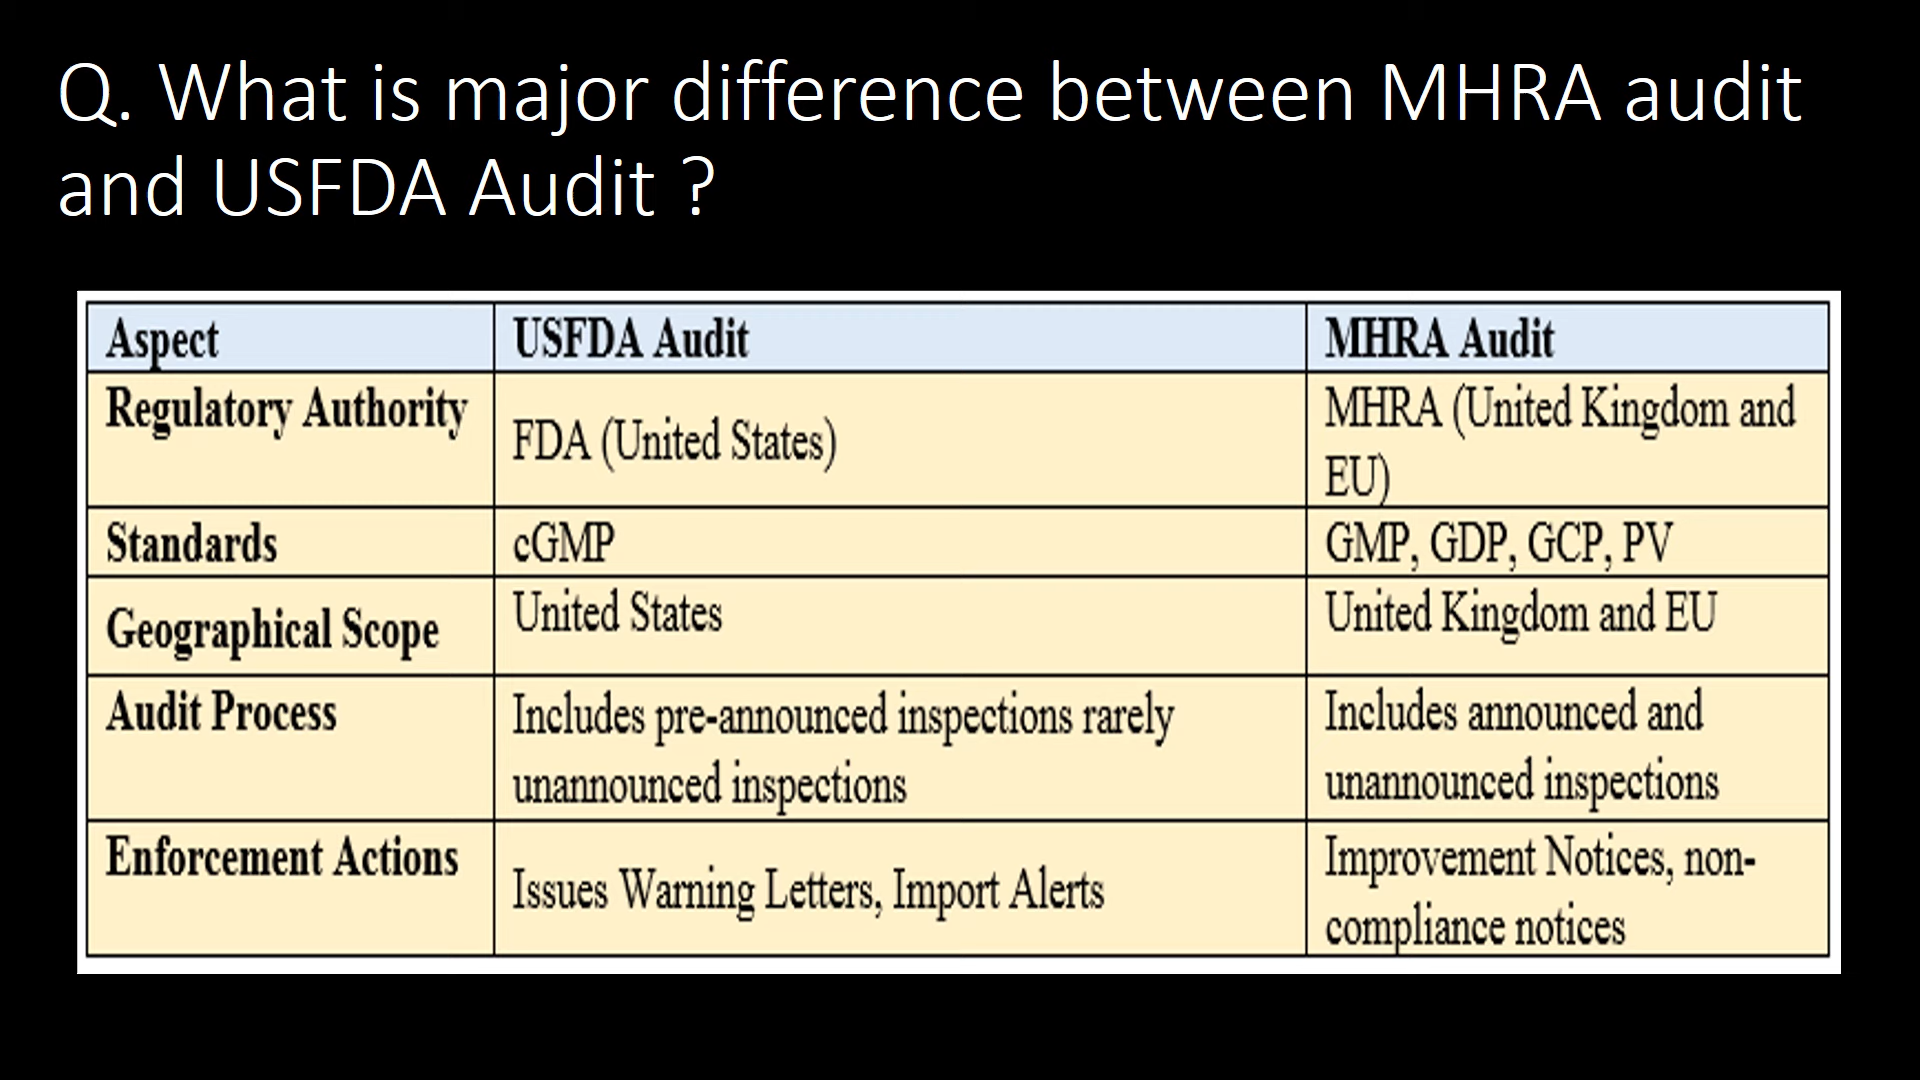 Q. What is major difference between MHRA audit
and USFDA Audit ?
Aspect
USFDA Audit
MHRA Audit
Regulatory Authority
FDA (United States)
MHRA (United Kingdom and
EU)
Standards
cGMP
GMP, GDP, GCP, PV
Geographical Scope
United States
United Kingdom and EU
Audit Process
Includes pre-announced inspections rarely
unannounced inspections
Includes announced and
unannounced inspections
Enforcement Actions
Issues Warning Letters, Import Alerts
Improvement Notices, non-
compliance notices